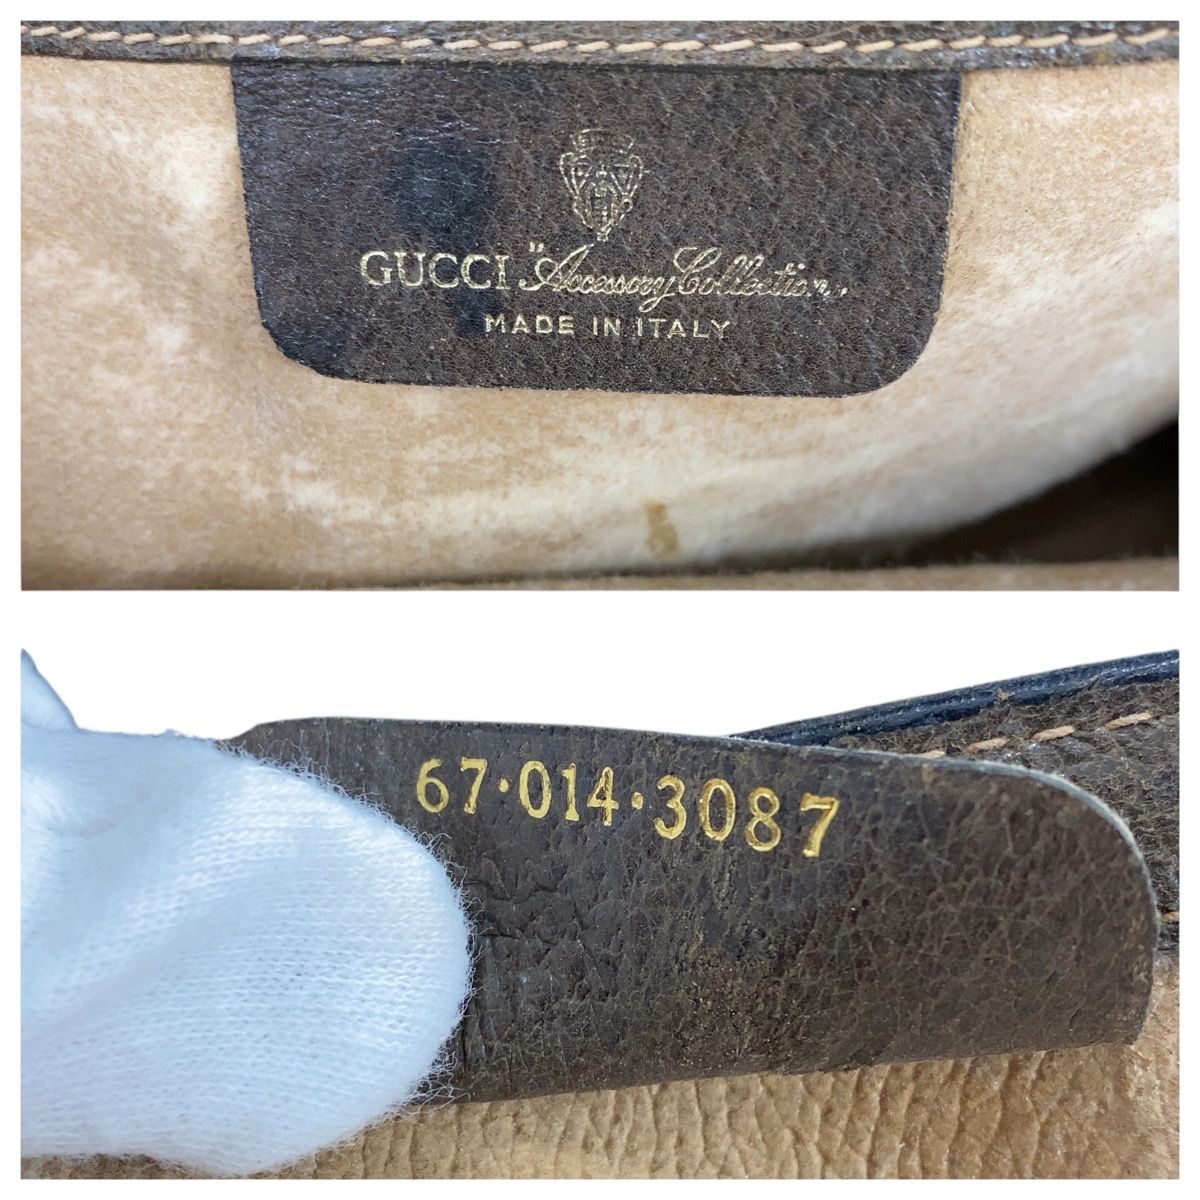 GUCCI "Accessory Collection„
MADE IN ITALY
67·014·3087